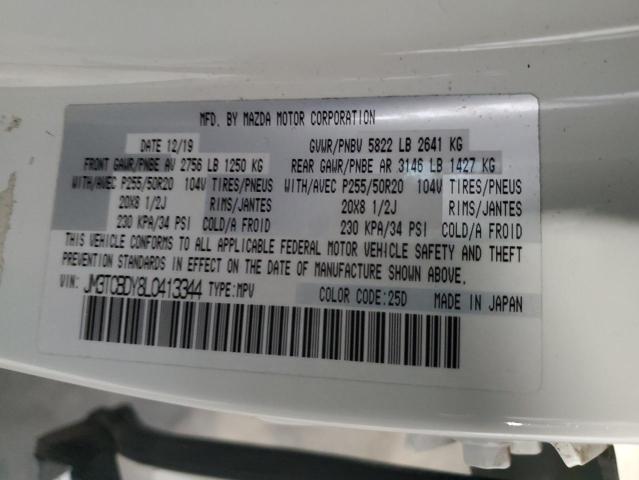 MFD. BY MAZDA MOTOR CORPORATION
DATE 12/19 GVWR/PNBV 5822 LB 2641 KG
FRONT GAWR/PNBE AV 2756 LB 1250 KG REAR GAWR/PNBE AR 3146 LB 1427 KG
WITH/AVEC P255/50R20 104V TIRES/PNEUS WITH/AVEC P255/50R20 104V TIRES/PNEUS
20X8 1/2J RIMS/JANTES 20X8 1/2J RIMS/JANTES
230 KPA/34 PSI COLD/A FROID 230 KPA/34 PSI COLD/A FROID
THIS VEHICLE CONFORMS TO ALL APPLICABLE FEDERAL MOTOR VEHICLE SAFETY AND THEFT
PREVENTION STANDARDS IN EFFECT ON THE DATE OF MANUFACTURE SHOWN ABOVE.
VIN: JM3TCBDY8L0413344 TYPE:MPV COLOR CODE:25D MADE IN JAPAN